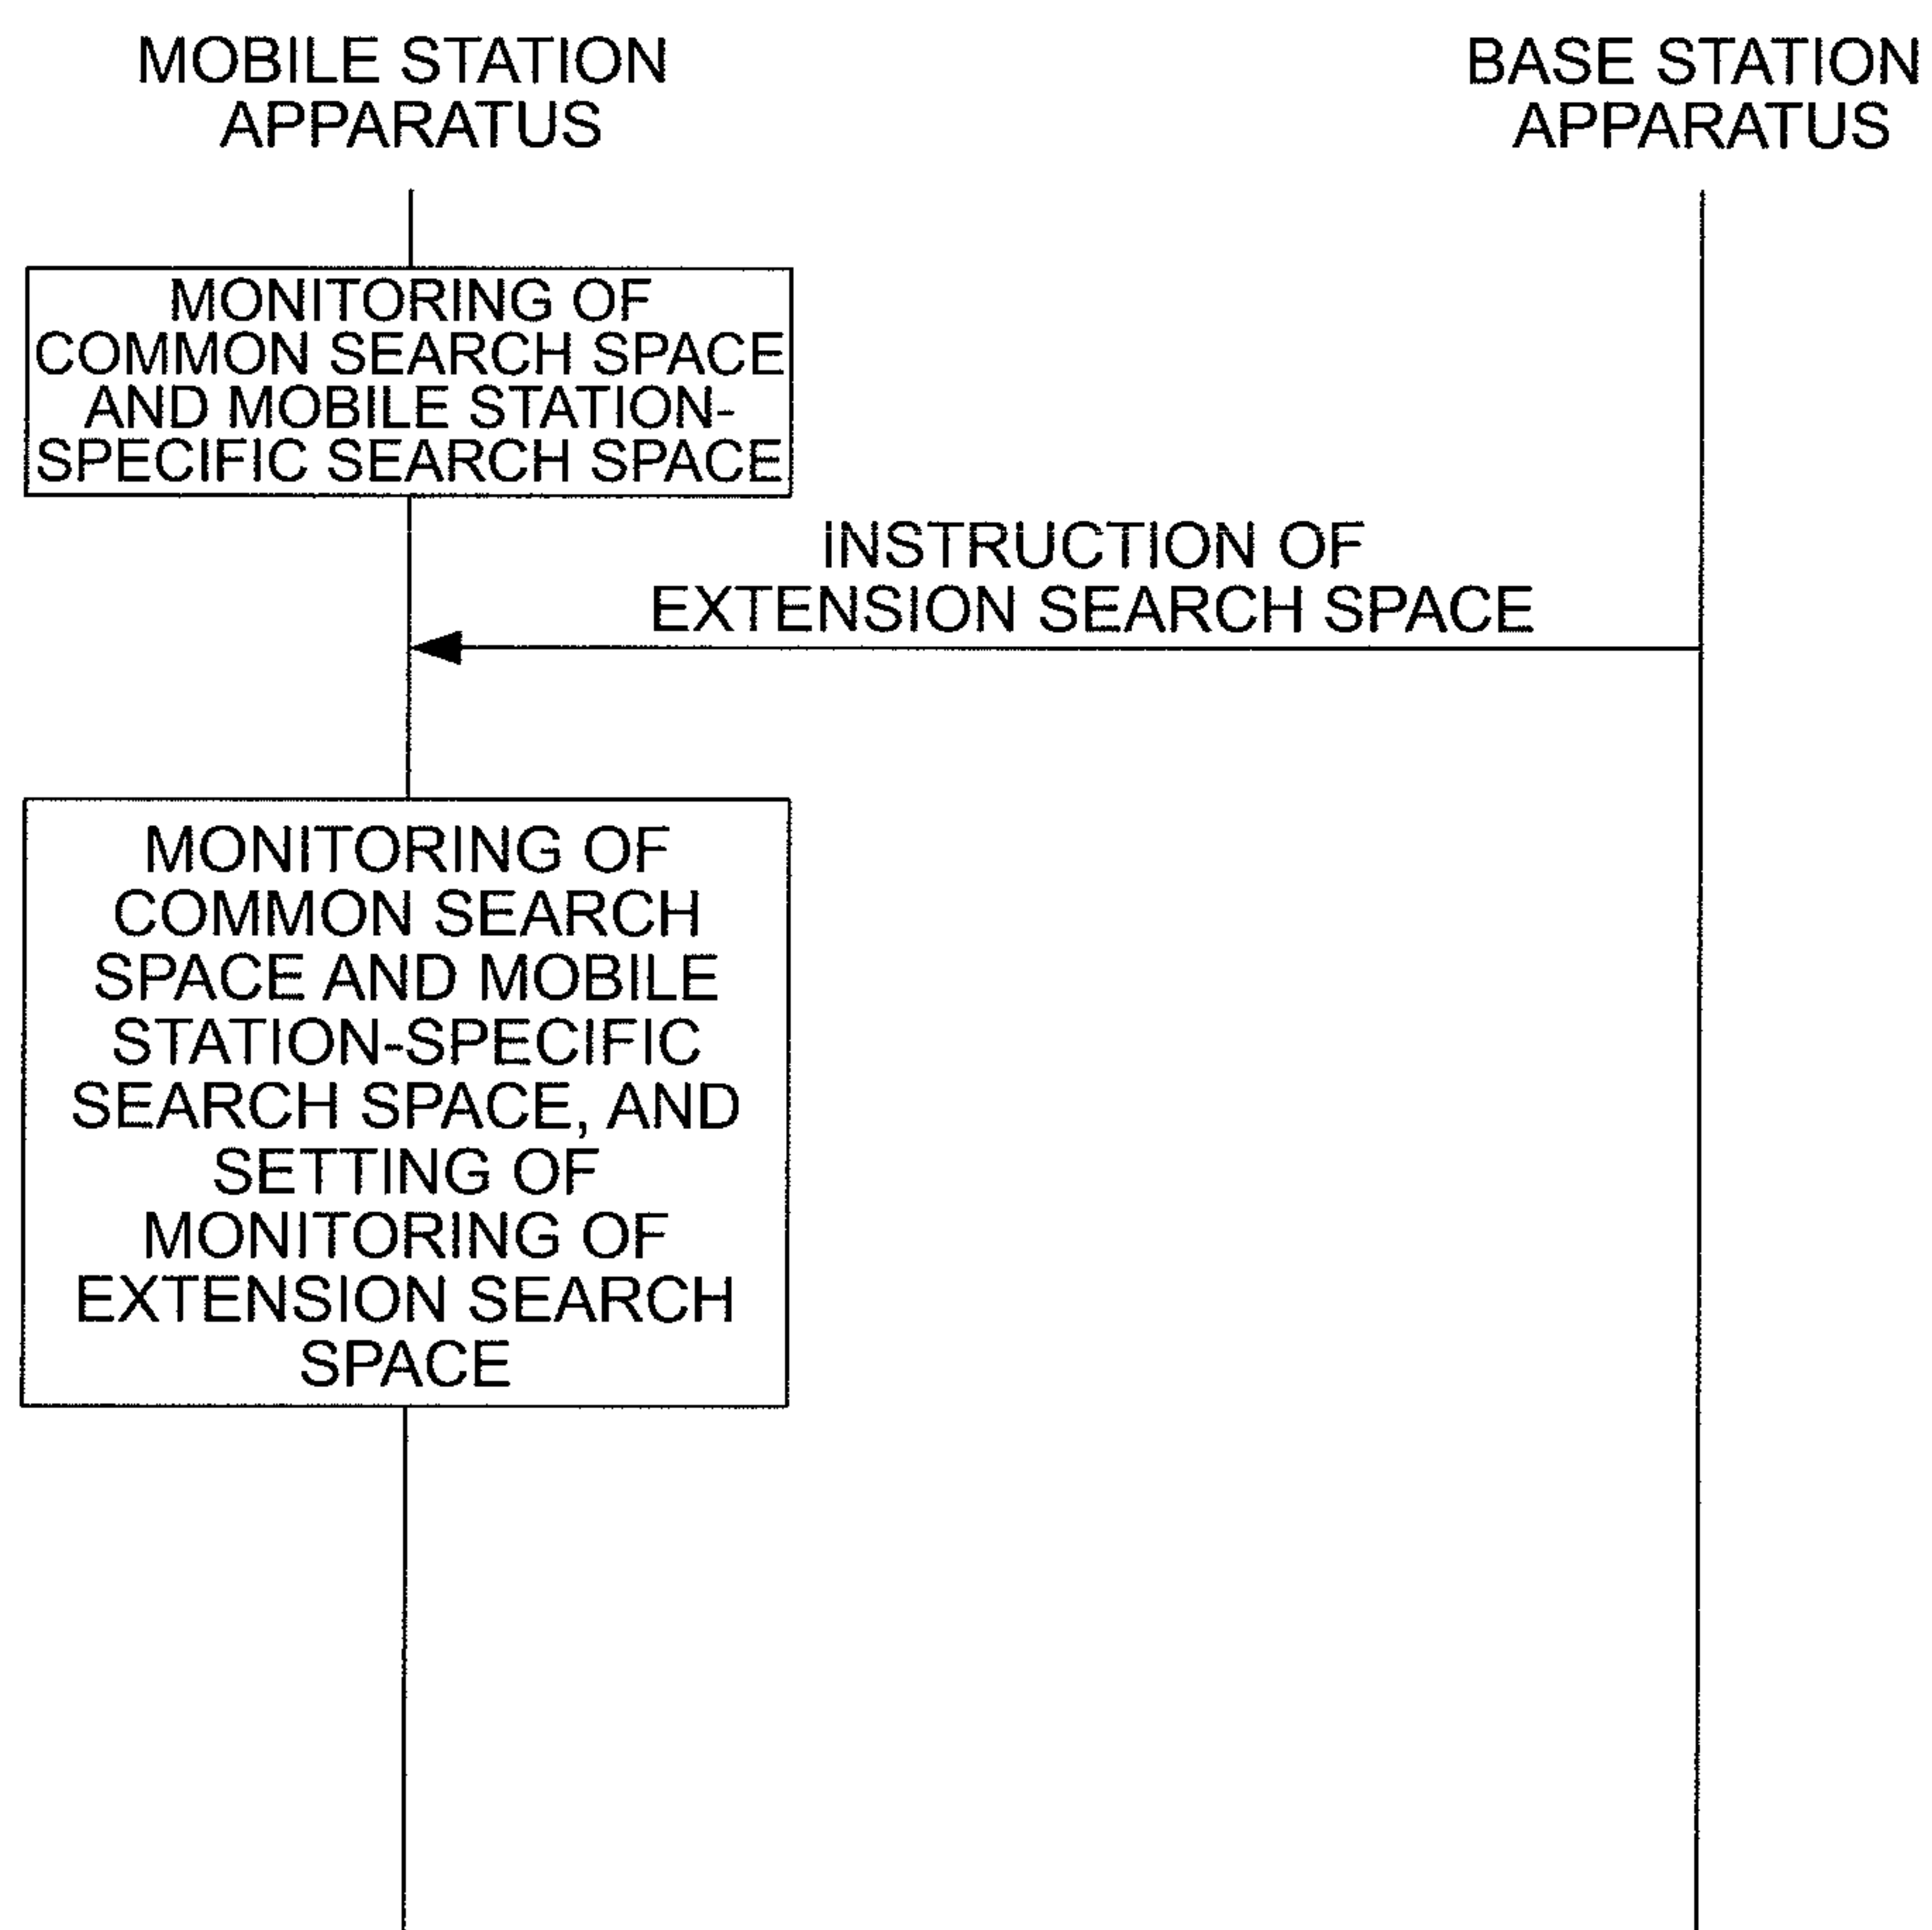 MOBILE STATION
APPARATUS
BASE STATION
APPARATUS
MONITORING OF
COMMON SEARCH SPACE
AND MOBILE STATION-
SPECIFIC SEARCH SPACE
INSTRUCTION OF
EXTENSION SEARCH SPACE
MONITORING OF
COMMON SEARCH
SPACE AND MOBILE
STATION-SPECIFIC
SEARCH SPACE, AND
SETTING OF
MONITORING OF
EXTENSION SEARCH
SPACE